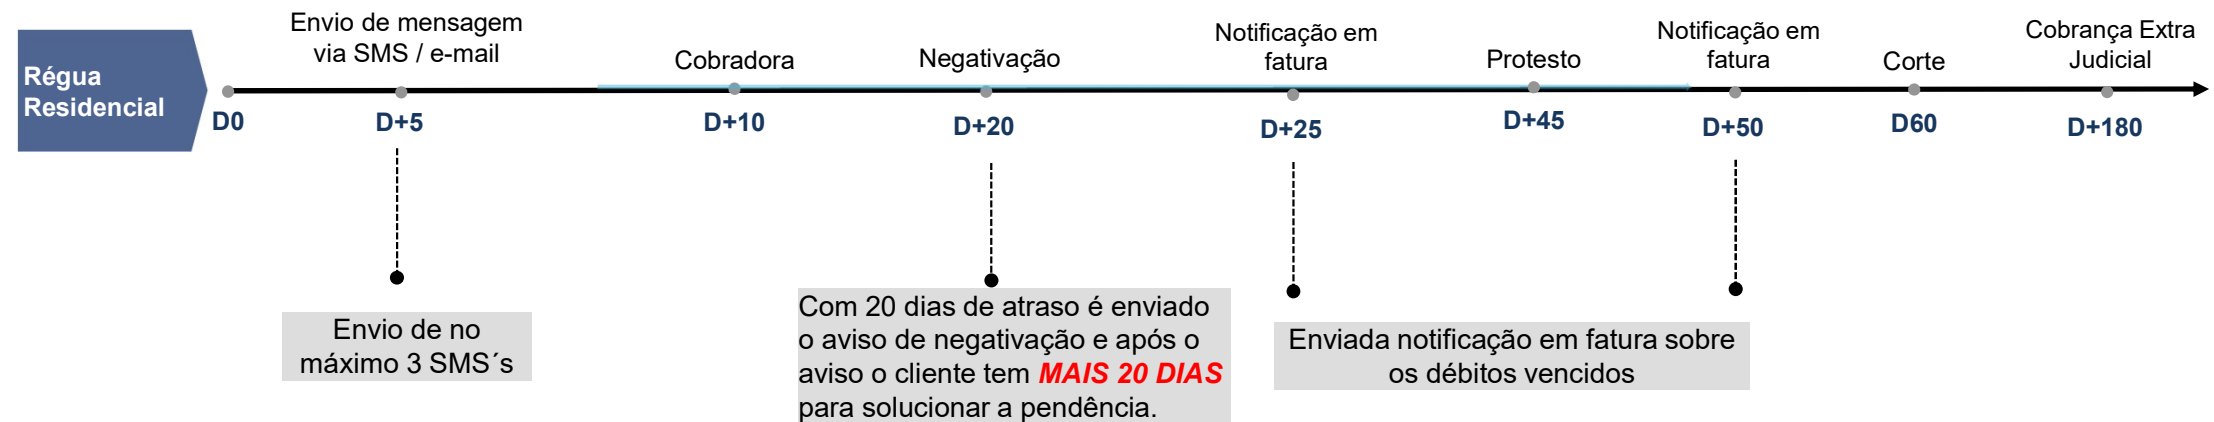 Régua
Residencial
Envio de mensagem
via SMS / e-mail
Cobradora
Negativação
Notificação em
fatura
Protesto
Notificação em
fatura
Corte
Cobrança Extra
Judicial
D0
D+5
D+10
D+20
D+25
D+45
D+50
D60
D+180
Envio de no
máximo 3 SMS´s
Com 20 dias de atraso é enviado
o aviso de negativação e após o
aviso o cliente tem MAIS 20 DIAS
para solucionar a pendência.
Enviada notificação em fatura sobre
os débitos vencidos